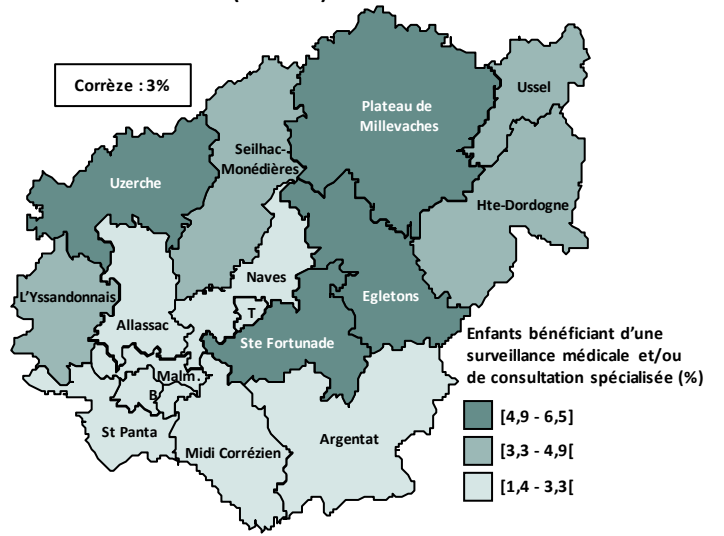 Corrèze : 3%
Ussel
Plateau de
Millevaches
Seilhac-
Monédières
Uzerche
Hte-Dordogne
Naves
L'Yssandonnais
Egletons
T
Allassac
Ste Fortunade
Malm.
B
St Panta
Argentat
Midi Corrézien
Enfants bénéficiant d'une
surveillance médicale et/ou
de consultation spécialisée (%)
[4,9 - 6,5]
[3,3 - 4,9[
[1,4 - 3,3[